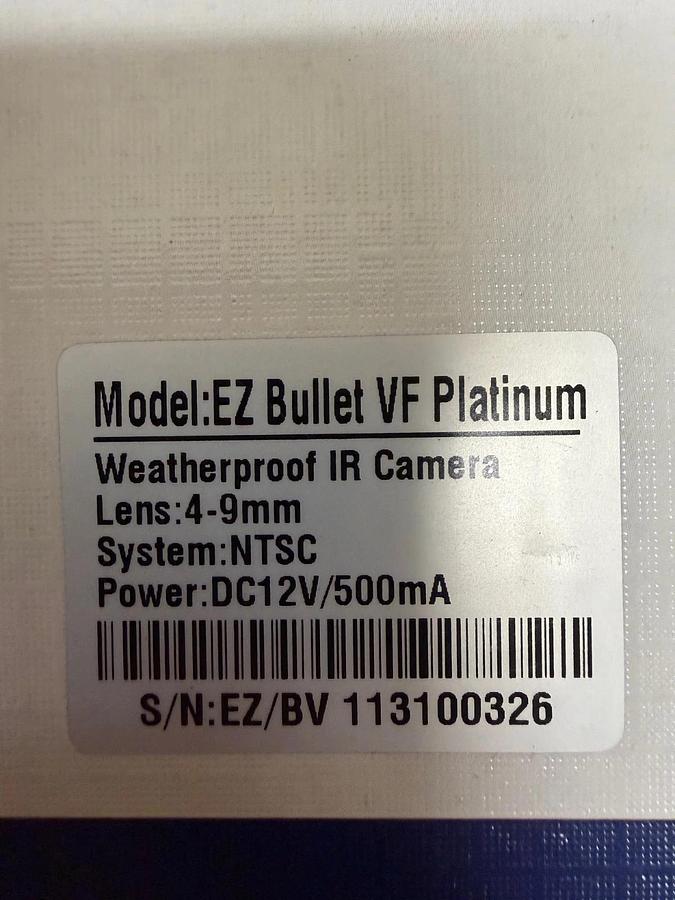 Model:EZ Bullet VF Platinum
Weatherproof IR Camera
Lens:4-9mm
System:NTSC
Power:DC12V/500mA
S/N:EZ/BV 113100326